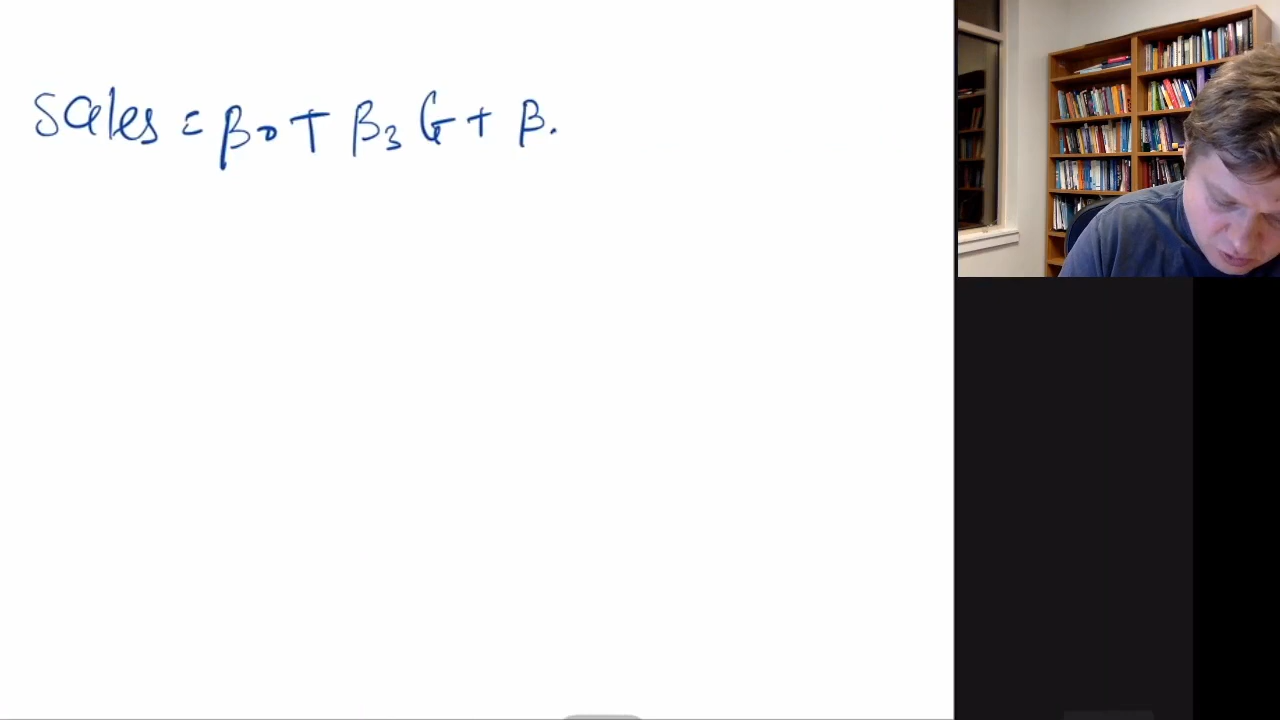 Sales = β0 + β3 G + β.